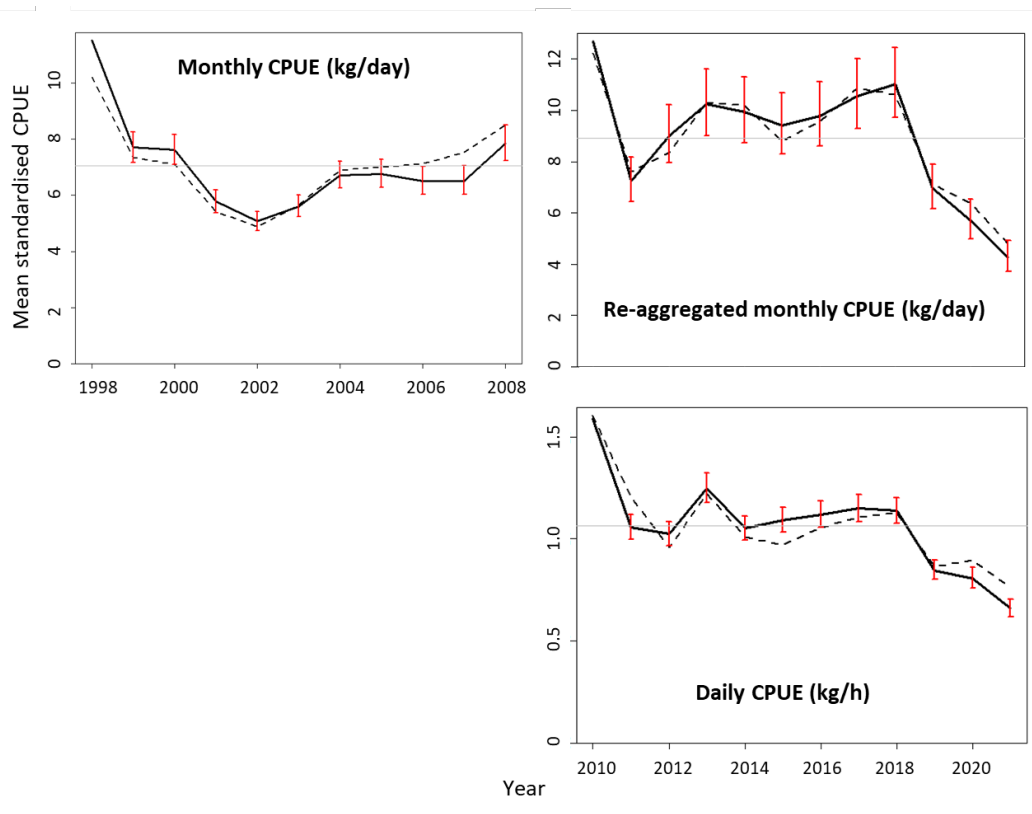 Monthly CPUE (kg/day)
Mean standardised CPUE
10
8
6
4
2
0
1998 2000 2002 2004 2006 2008
Re-aggregated monthly CPUE (kg/day)
12
10
8
6
4
2
0
Daily CPUE (kg/h)
1.5
1.0
0.5
0
2010 2012 2014 2016 2018 2020
Year